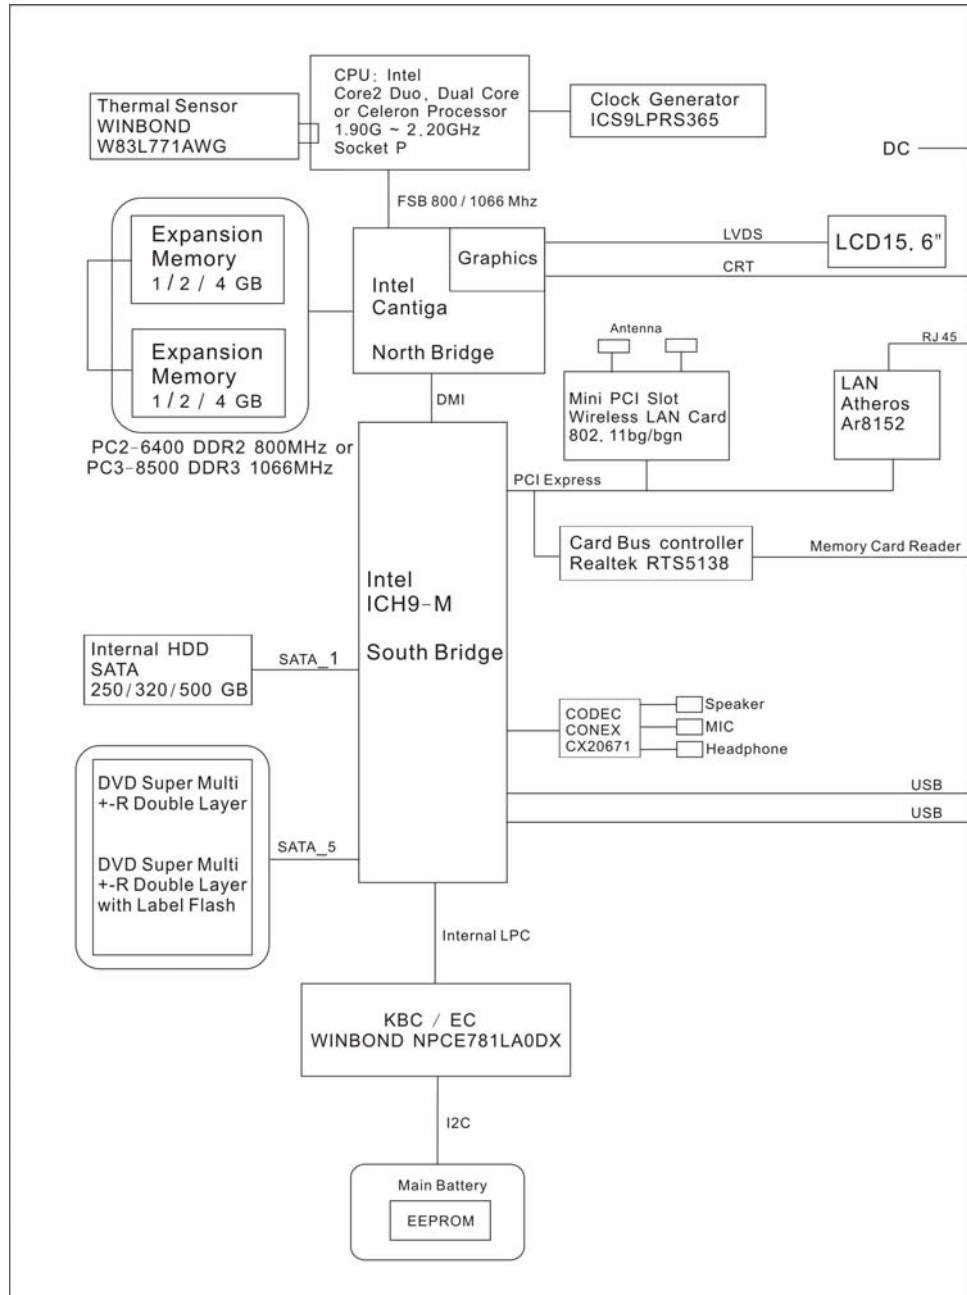 CPU: Intel
Core2 Duo, Dual Core
or Celeron Processor
1.90G ~ 2.20GHz
Socket P
Thermal Sensor
WINBOND
W83L771AWG
Clock Generator
ICS9LPRS365
DC
FSB 800 / 1066 Mhz
Expansion
Memory
1 / 2 / 4 GB
Expansion
Memory
1 / 2 / 4 GB
PC2-6400 DDR2 800MHz or
PC3-8500 DDR3 1066MHz
Graphics
Intel
Cantiga
North Bridge
LVDS
LCD15.6"
CRT
Antenna
RJ 45
Mini PCI Slot
Wireless LAN Card
802.11bg/bgn
LAN
Atheros
Ar8152
DMI
PCI Express
Card Bus controller
Realtek RTS5138
Memory Card Reader
Intel
ICH9-M
South Bridge
Internal HDD
SATA
250/320/500 GB
SATA_1
CODEC
CONEX
CX20671
Speaker
MIC
Headphone
USB
USB
DVD Super Multi
+-R Double Layer
DVD Super Multi
+-R Double Layer
with Label Flash
SATA_5
Internal LPC
KBC / EC
WINBOND NPCE781LA0DX
I2C
Main Battery
EEPROM